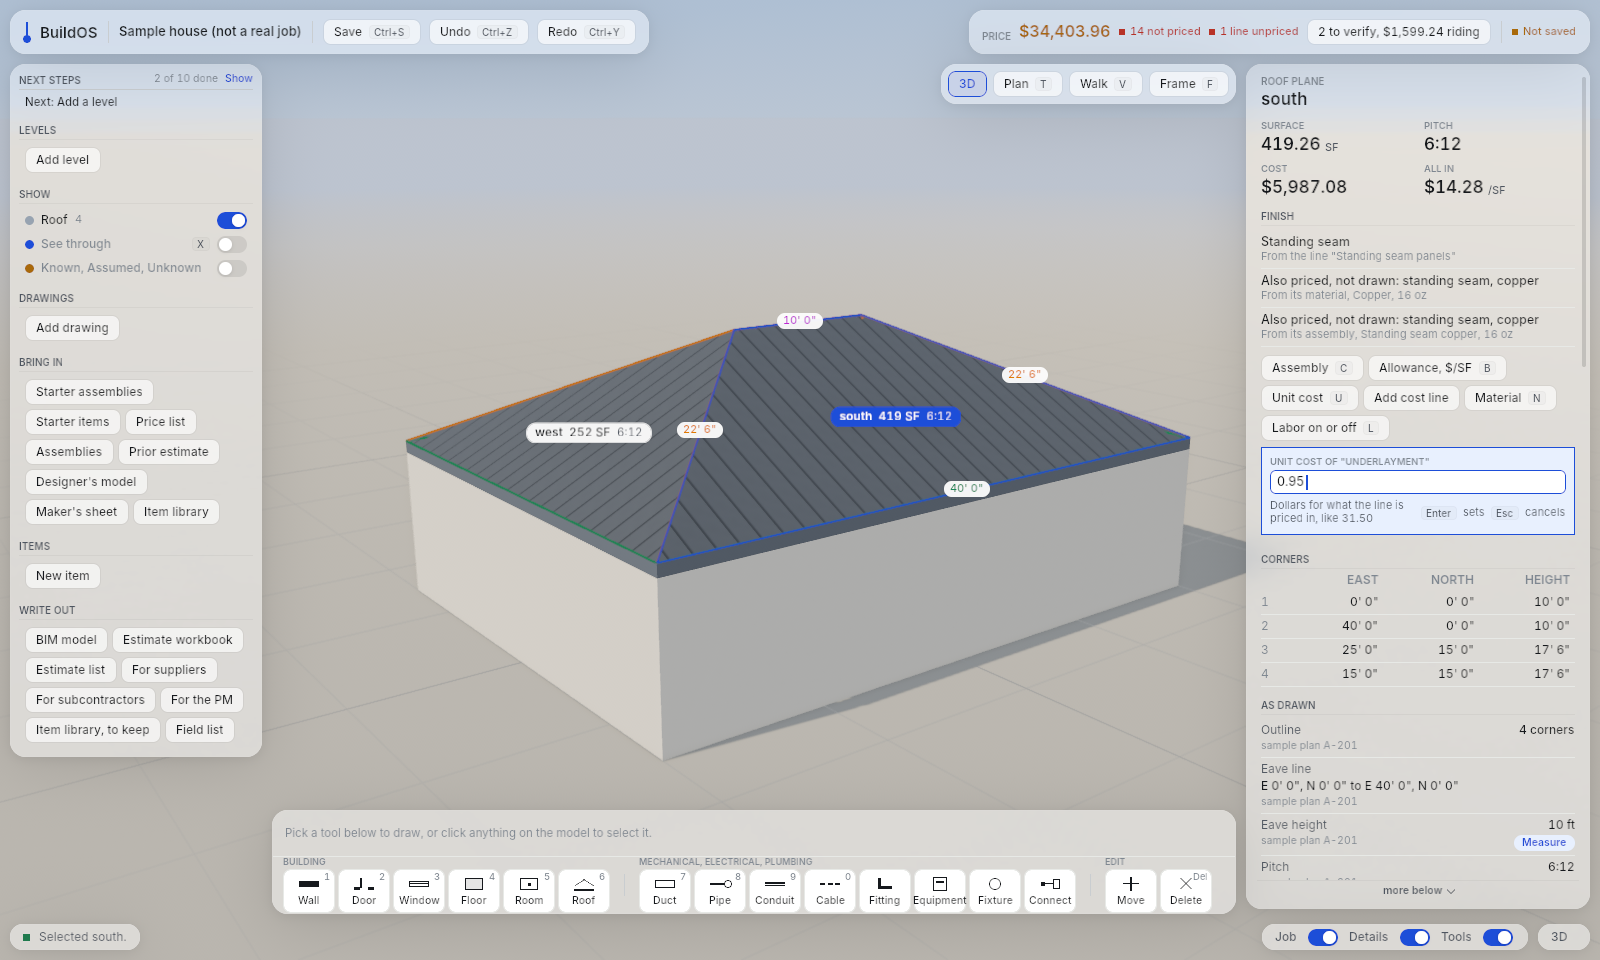 BuildOS
Sample house (not a real job)
Save Ctrl+S
Undo Ctrl+Z
Redo Ctrl+Y
PRICE $34,403.96
14 not priced
1 line unpriced
2 to verify, $1,599.24 riding
Not saved
NEXT STEPS 2 of 10 done Show
Next: Add a level
LEVELS
Add level
SHOW
Roof 4
See through X
Known, Assumed, Unknown
DRAWINGS
Add drawing
BRING IN
Starter assemblies
Starter items Price list
Assemblies Prior estimate
Designer's model
Maker's sheet Item library
ITEMS
New item
WRITE OUT
BIM model Estimate workbook
Estimate list For suppliers
For subcontractors For the PM
Item library, to keep Field list
Selected south.
3D
Plan T
Walk V
Frame F
10' 0"
22' 6"
south 419 SF 6:12
west 252 SF 6:12
22' 6"
40' 0"
Pick a tool below to draw, or click anything on the model to select it.
BUILDING
1 2 3 4 5 6
Wall Door Window Floor Room Roof
MECHANICAL, ELECTRICAL, PLUMBING
7 8 9 0
Duct Pipe Conduit Cable Fitting Equipment Fixture Connect
EDIT
Del
Move Delete
ROOF PLANE
south
SURFACE PITCH
419.26 SF 6:12
COST ALL IN
$5,987.08 $14.28 /SF
FINISH
Standing seam
From the line "Standing seam panels"
Also priced, not drawn: standing seam, copper
From its material, Copper, 16 oz
Also priced, not drawn: standing seam, copper
From its assembly, Standing seam copper, 16 oz
Assembly C Allowance, $/SF B
Unit cost U Add cost line Material N
Labor on or off L
UNIT COST OF "UNDERLAYMENT"
0.95
Dollars for what the line is
priced in, like 31.50
Enter sets Esc cancels
CORNERS
EAST NORTH HEIGHT
1 0' 0" 0' 0" 10' 0"
2 40' 0" 0' 0" 10' 0"
3 25' 0" 15' 0" 17' 6"
4 15' 0" 15' 0" 17' 6"
AS DRAWN
Outline 4 corners
sample plan A-201
Eave line
E 0' 0", N 0' 0" to E 40' 0", N 0' 0"
sample plan A-201
Eave height 10 ft
sample plan A-201 Measure
Pitch 6:12
more below
Job Details Tools 3D